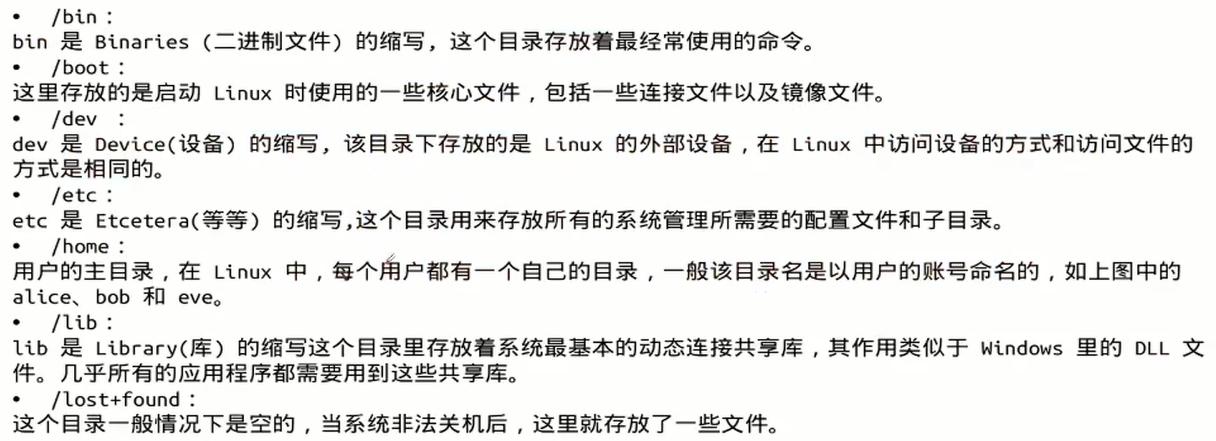 • /bin：
bin 是 Binaries (二进制文件) 的缩写, 这个目录存放着最经常使用的命令。
• /boot：
这里存放的是启动 Linux 时使用的一些核心文件，包括一些连接文件以及镜像文件。
• /dev ：
dev 是 Device(设备) 的缩写, 该目录下存放的是 Linux 的外部设备，在 Linux 中访问设备的方式和访问文件的
方式是相同的。
• /etc：
etc 是 Etcetera(等等) 的缩写,这个目录用来存放所有的系统管理所需要的配置文件和子目录。
• /home：
用户的主目录，在 Linux 中，每个用户都有一个自己的目录，一般该目录名是以用户的账号命名的，如上图中的
alice、bob 和 eve。
• /lib：
lib 是 Library(库) 的缩写这个目录里存放着系统最基本的动态连接共享库，其作用类似于 Windows 里的 DLL 文
件。几乎所有的应用程序都需要用到这些共享库。
• /lost+found：
这个目录一般情况下是空的，当系统非法关机后，这里就存放了一些文件。